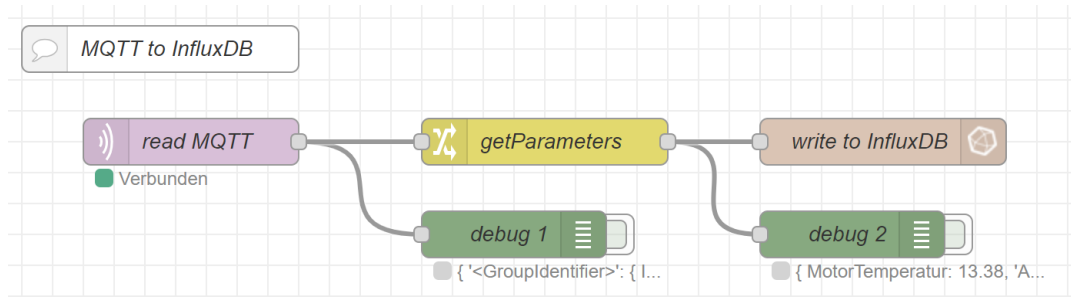 MQTT to InfluxDB
read MQTT
getParameters
write to InfluxDB
Verbunden
debug 1
debug 2
{ '<GroupIdentifier>': { I...
{ MotorTemperatur: 13.38, 'A...